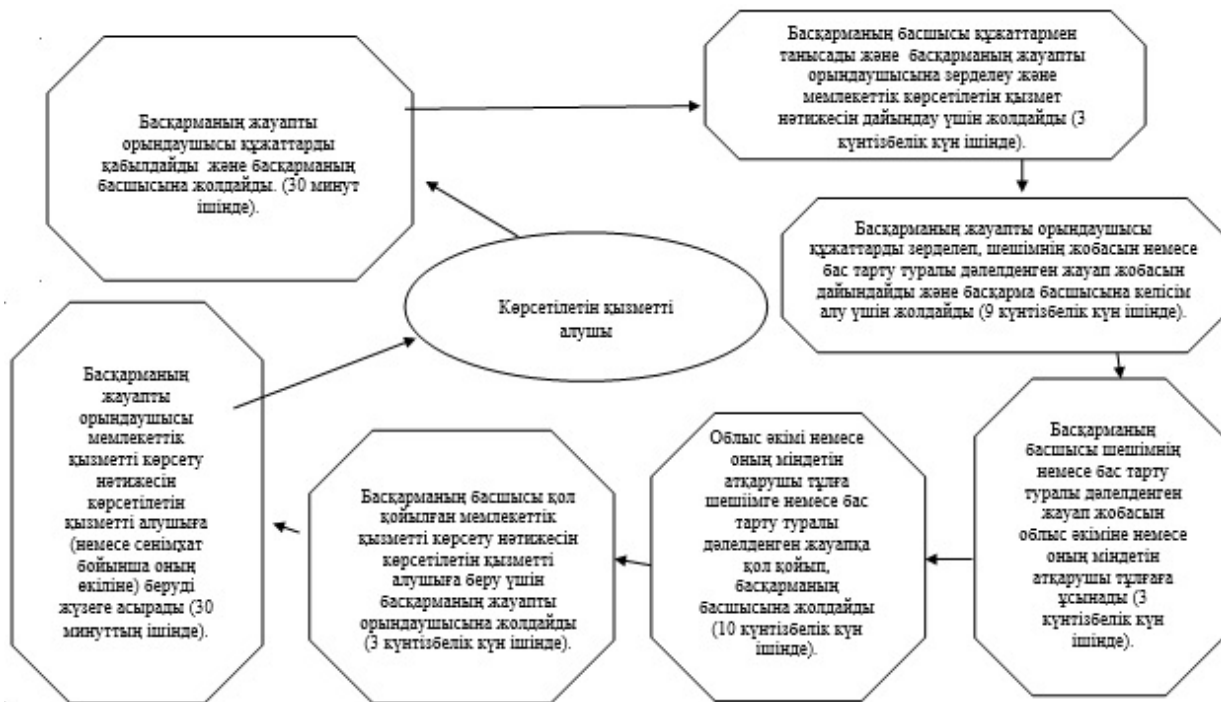 Көрсетілетін қызметті
алушы
Басқарманың жауапты
орындаушысы құжаттарды
қабылдайды және басқарманың
басшысына жолдайды. (30 минут
ішінде).
Басқарманың басшысы құжаттармен
танысады және басқарманың жауапты
орындаушысына зерделеу және
мемлекеттік көрсетілетін қызмет
нәтижесін дайындау үшін жолдайды (3
күнтізбелік күн ішінде).
Басқарманың жауапты орындаушысы
құжаттарды зерделеп, шешімнің жобасын немесе
бас тарту туралы дәлелденген жауап жобасын
дайындайды және басқарма басшысына келісім
алу үшін жолдайды (9 күнтізбелік күн ішінде).
Басқарманың
басшысы шешімнің
немесе бас тарту
туралы дәлелденген
жауап жобасын
облыс әкіміне немесе
оның міндетін
атқарушы тұлғаға
ұсынады (3
күнтізбелік күн
ішінде).
Облыс әкімі немесе
оның міндетін
атқарушы тұлға
шешіімге немесе бас
тарту туралы
дәлелденген жауапқа
қол қойып,
басқарманың
басшысына жолдайды
(10 күнтізбелік күн
ішінде).
Басқарманың басшысы қол
қойылған мемлекеттік
қызметті көрсету нәтижесін
көрсетілетін қызметті
алушыға беру үшін
басқарманың жауапты
орындаушысына жолдайды
(3 күнтізбелік күн ішінде).
Басқарманың
жауапты
орындаушысы
мемлекеттік
қызметті көрсету
нәтижесін
көрсетілетін
қызметті алушыға
(немесе сенімхат
бойынша оның
өкіліне) беруді
жүзеге асырады (30
минуттың ішінде).